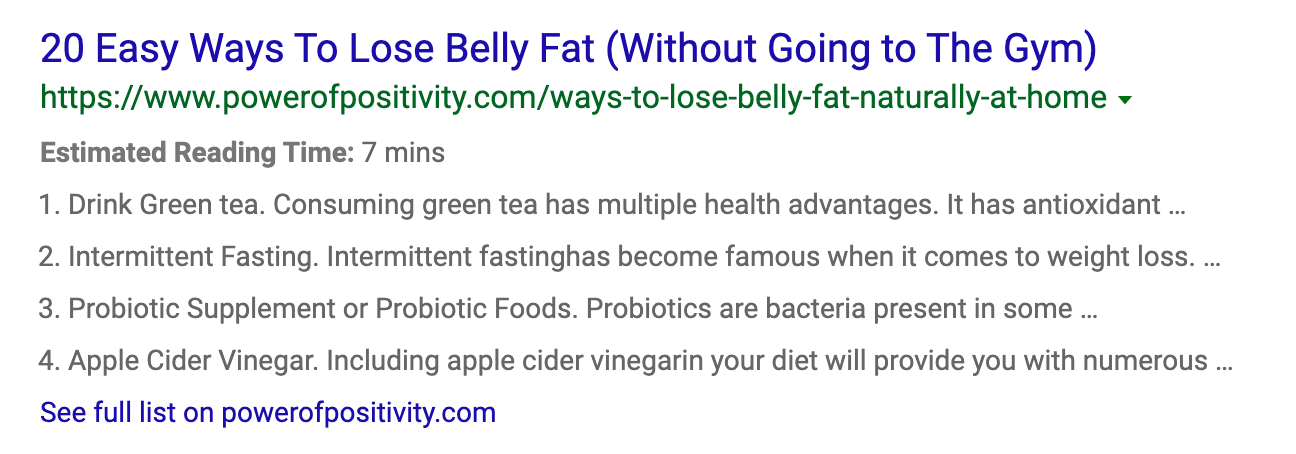 20 Easy Ways To Lose Belly Fat (Without Going to The Gym)
https://www.powerofpositivity.com/ways-to-lose-belly-fat-naturally-at-home
Estimated Reading Time: 7 mins
1. Drink Green tea. Consuming green tea has multiple health advantages. It has antioxidant ...
2. Intermittent Fasting. Intermittent fastinghas become famous when it comes to weight loss. ...
3. Probiotic Supplement or Probiotic Foods. Probiotics are bacteria present in some ...
4. Apple Cider Vinegar. Including apple cider vinegarin your diet will provide you with numerous ...
See full list on powerofpositivity.com